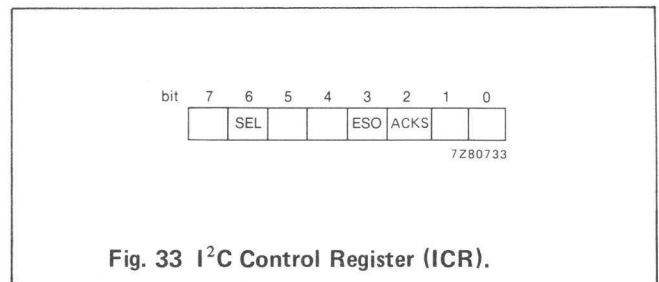 bit 7 6 5 4 3 2 1 0
SEL ESO ACKS
7Z80733
Fig. 33 I²C Control Register (ICR).